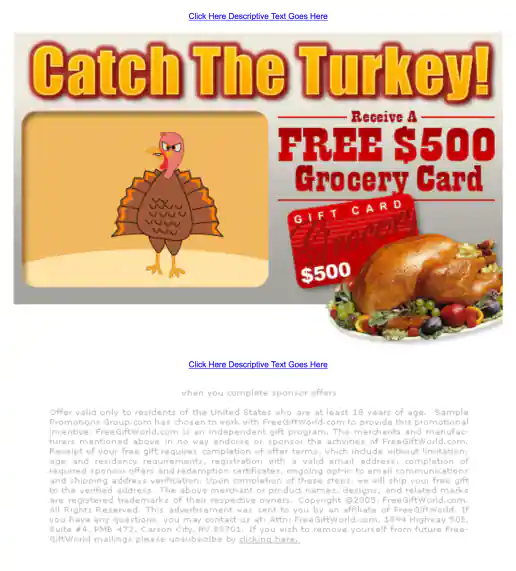 Click Here Descriptive Text Goes Here
Catch The Turkey!
Receive A
FREE $500
Grocery Card
GIFT CARD
Grocery
$500
Click Here Descriptive Text Goes Here
when you complete sponsor offers
Offer valid only to residents of the United States who are at least 18 years of age. Sample
Promotions Group.com has chosen to work with FreeGiftWorld.com to provide this promotional
incentive. FreeGiftWorld.com is an independent gift program. The merchants and manufac-
turers mentioned above in no way endorse or sponsor the activities of FreeGiftWorld.com.
Receipt of your free gift requires completion of offer terms, which include without limitation:
age and residency requirements, registration with a valid email address, completion of
required sponsor offers and redemption certificates, ongoing opt-in to email communications
and shipping address verification. Upon completion of these steps, we will ship your free gift
to the verified address. The above merchant or product names, designs, and related marks
are registered trademarks of their respective owners. Copyright @2005 FreeGiftWorld.com.
All Rights Reserved. This advertisement was sent to you by an affiliate of FreeGiftWorld. If
you have any questions, you may contact us at: Attn: FreeGiftWorld.com, Highway 50E,
Suite #4, PMB 472, Carson City, NV 89701. If you wish to remove yourself from future Free-
GiftWorld mailings please unsubscribe by clicking here.